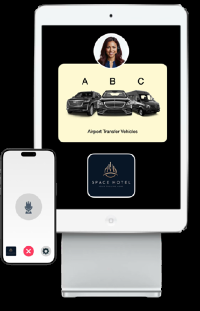 A B C
Airport Transfer Vehicles
SPACE HOTEL